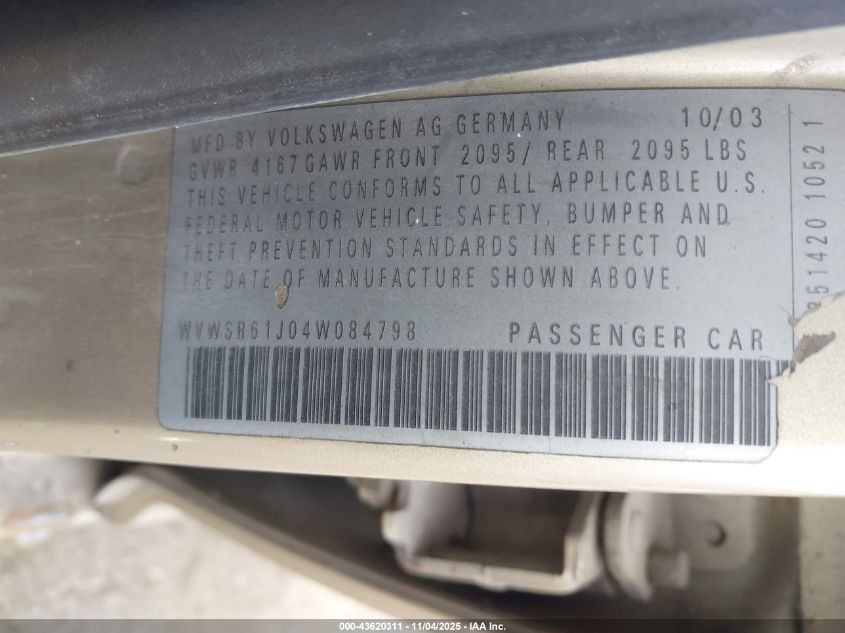 MFD BY VOLKSWAGEN AG GERMANY 10/03
GVWR 4167 GAWR FRONT 2095/ REAR 2095 LBS
THIS VEHICLE CONFORMS TO ALL APPLICABLE U.S.
FEDERAL MOTOR VEHICLE SAFETY, BUMPER AND
THEFT PREVENTION STANDARDS IN EFFECT ON
THE DATE OF MANUFACTURE SHOWN ABOVE.
WVWSR61J04W084798 PASSENGER CAR
851420 10521
000-43620311 - 11/04/2025 - IAA, Inc.